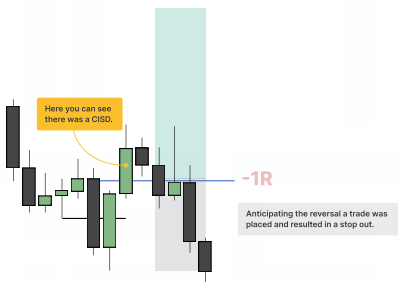 Here you can see
there was a CISD.
-1R
Anticipating the reversal a trade was
placed and resulted in a stop out.